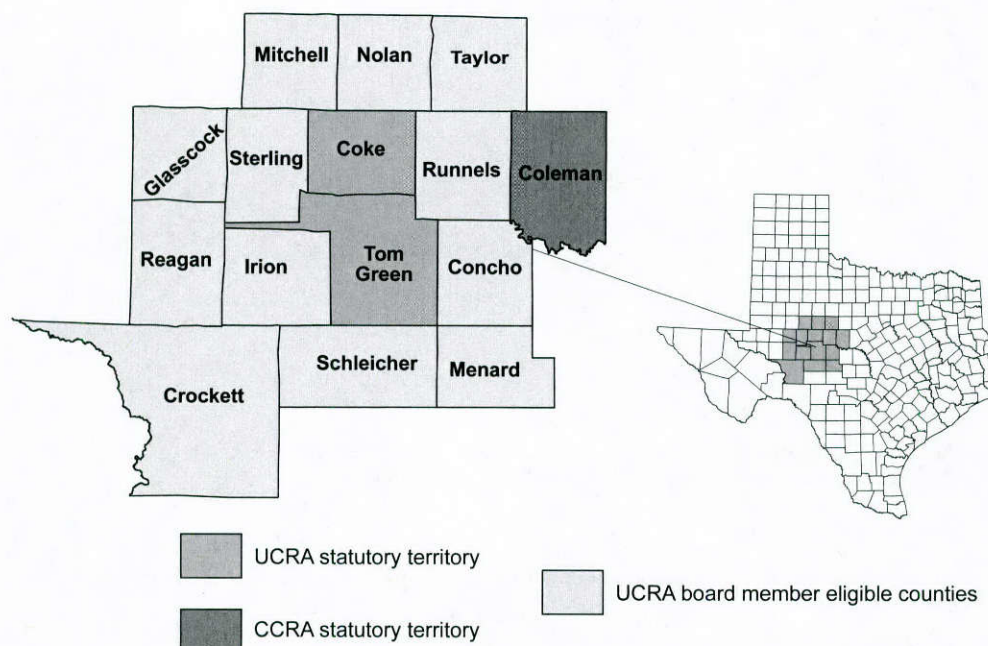 Mitchell
Nolan
Taylor
Glasscock
Sterling
Coke
Runnels
Coleman
Reagan
Irion
Tom
Green
Concho
Crockett
Schleicher
Menard
UCRA statutory territory
UCRA board member eligible counties
CCRA statutory territory